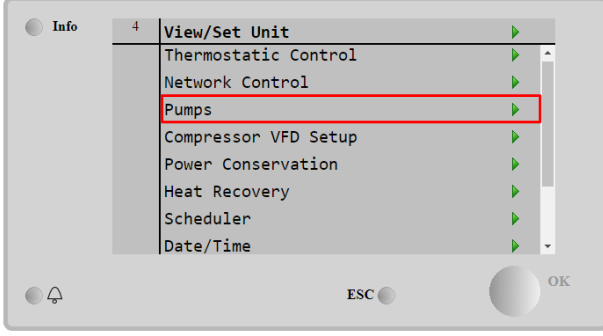 Info
4 View/Set Unit
Thermostatic Control
Network Control
Pumps
Compressor VFD Setup
Power Conservation
Heat Recovery
Scheduler
Date/Time
ESC
OK